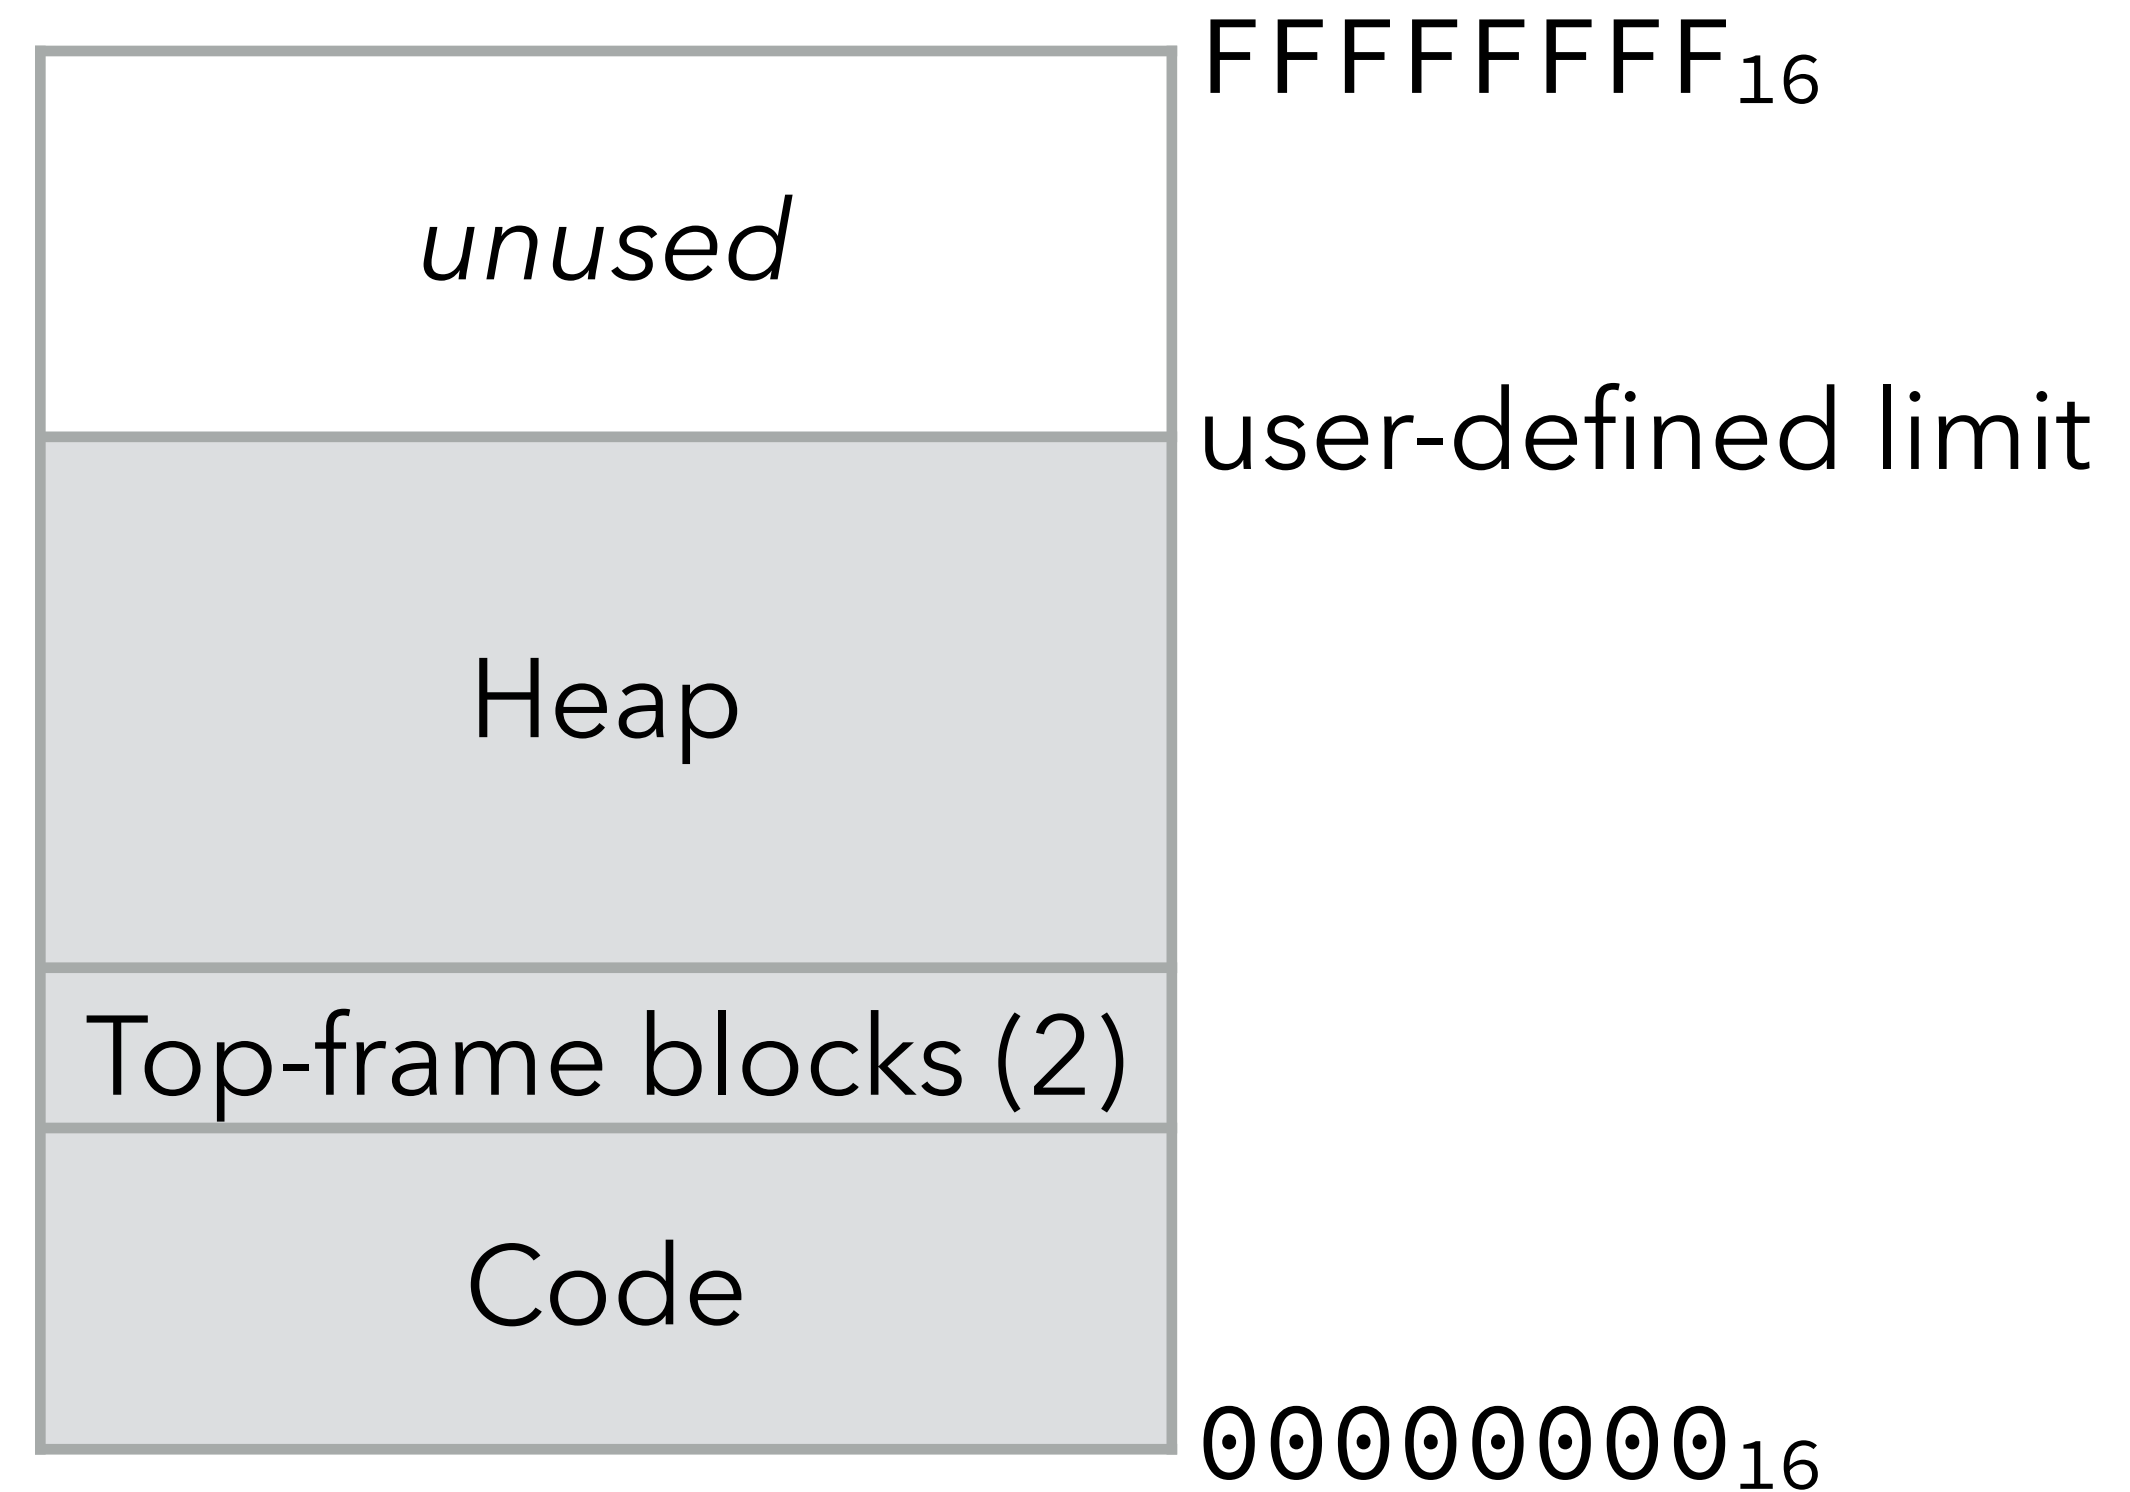 FFFFFFFF₁₆
unused
user-defined limit
Heap
Top-frame blocks (2)
Code
00000000₁₆